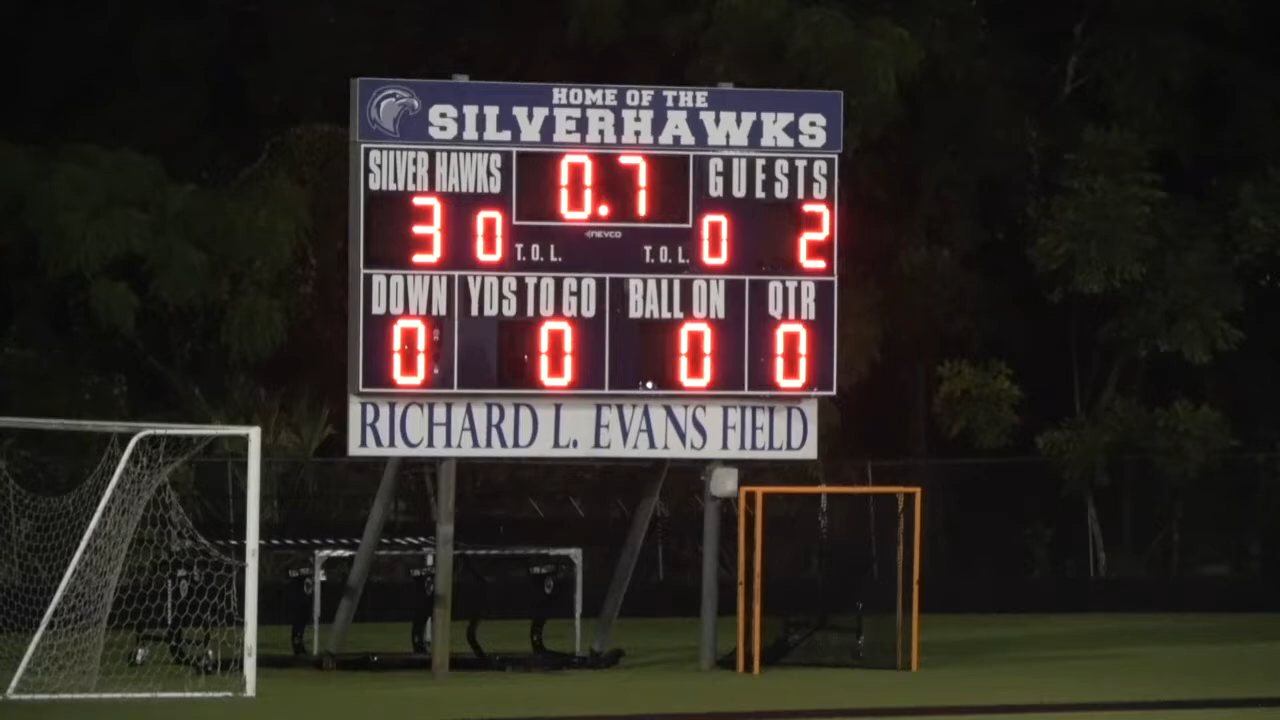 HOME OF THE
SILVERHAWKS
SILVER HAWKS 0.7 GUESTS
3 0 T.O.L. NEVCO T.O.L. 0 2
DOWN YDS TO GO BALL ON QTR
0 0 0 0
RICHARD L. EVANS FIELD